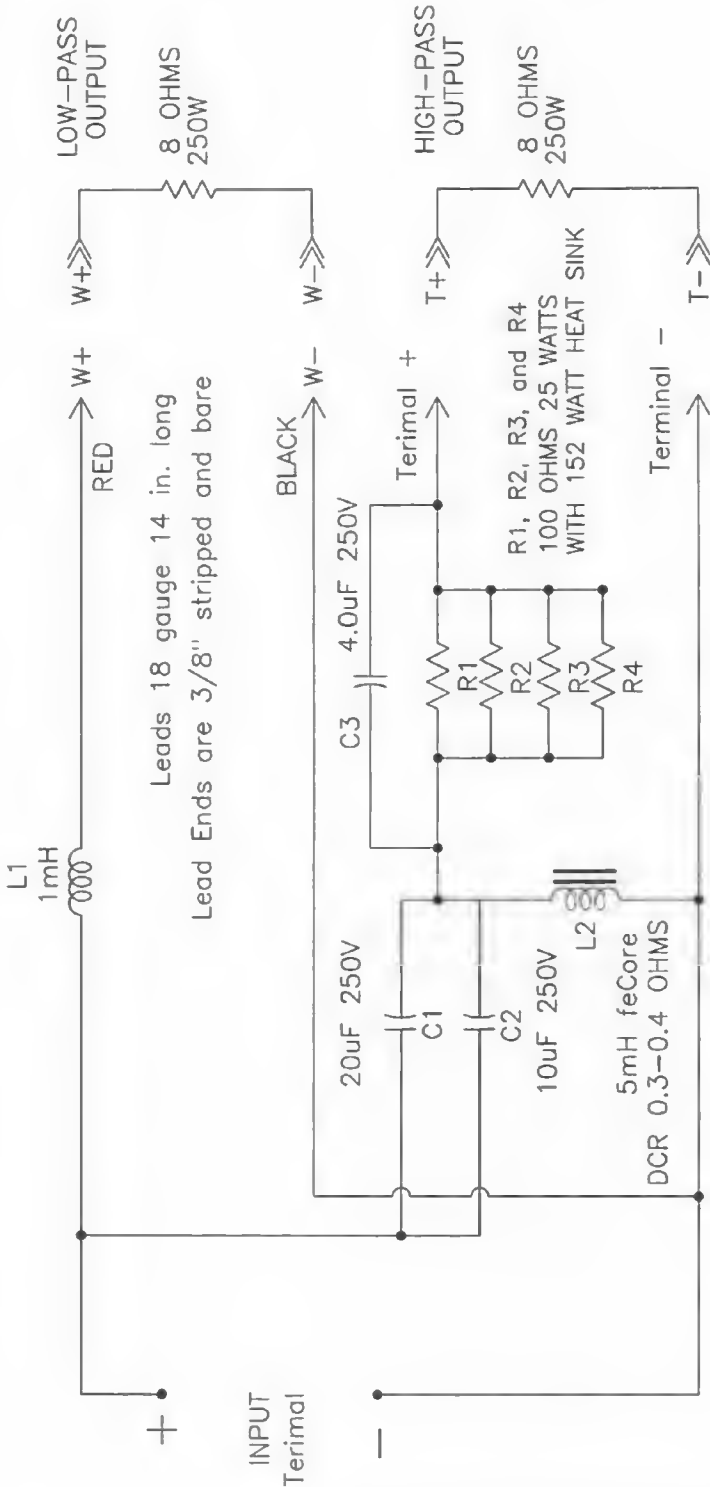 L1
1mH
RED
W+
W+
LOW-PASS
OUTPUT
8 OHMS
250W
Leads 18 gauge 14 in. long
Lead Ends are 3/8" stripped and bare
BLACK
W-
W-
+
INPUT
Terimal
-
20uF 250V
C1
C2
10uF 250V
C3
4.0uF 250V
Terimal +
T+
HIGH-PASS
OUTPUT
8 OHMS
250W
R1
R2
R3
R4
R1, R2, R3, and R4
100 OHMS 25 WATTS
WITH 152 WATT HEAT SINK
L2
5mH feCore
DCR 0.3-0.4 OHMS
Terminal -
T-